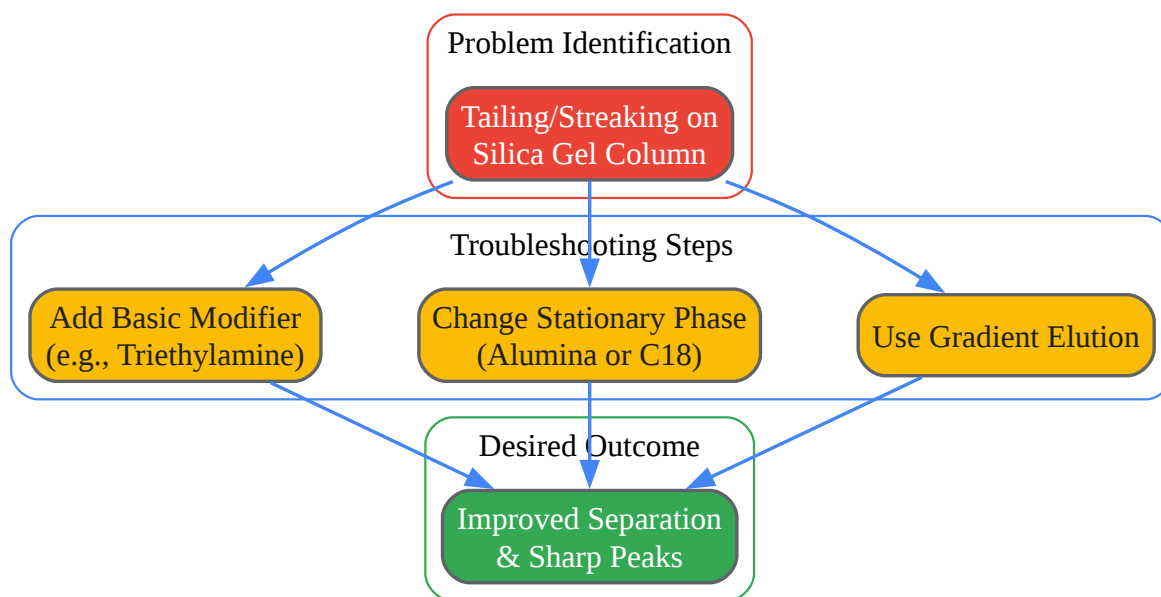 Problem Identification
Tailing/Streaking on
Silica Gel Column
Troubleshooting Steps
Add Basic Modifier
(e.g., Triethylamine)
Change Stationary Phase
(Alumina or C18)
Use Gradient Elution
Desired Outcome
Improved Separation
& Sharp Peaks